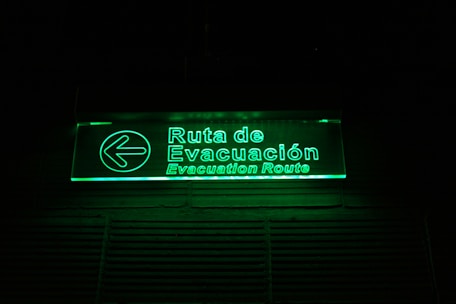 Ruta de
Evacuación
Evacuation Route